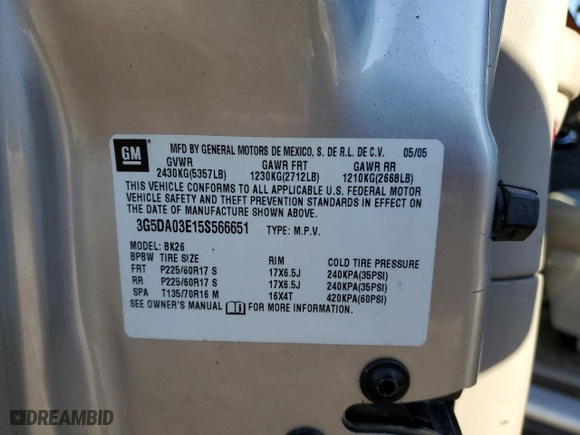 GM
MFD BY GENERAL MOTORS DE MEXICO, S. DE R.L. DE C.V. 05/05
GVWR GAWR FRT GAWR RR
2430KG(5357LB) 1230KG(2712LB) 1210KG(2668LB)
THIS VEHICLE CONFORMS TO ALL APPLICABLE U.S. FEDERAL MOTOR
VEHICLE SAFETY AND THEFT PREVENTION STANDARDS IN EFFECT ON
THE DATE OF MANUFACTURE SHOWN ABOVE.
3G5DA03E15S566651 TYPE: M.P.V.
MODEL: BK26
BPBW TIRE SIZE RIM COLD TIRE PRESSURE
FRT P225/60R17 S 17X6.5J 240KPA(35PSI)
RR P225/60R17 S 17X6.5J 240KPA(35PSI)
SPA T135/70R16 M 16X4T 420KPA(60PSI)
SEE OWNER'S MANUAL FOR MORE INFORMATION.
DREAMBID